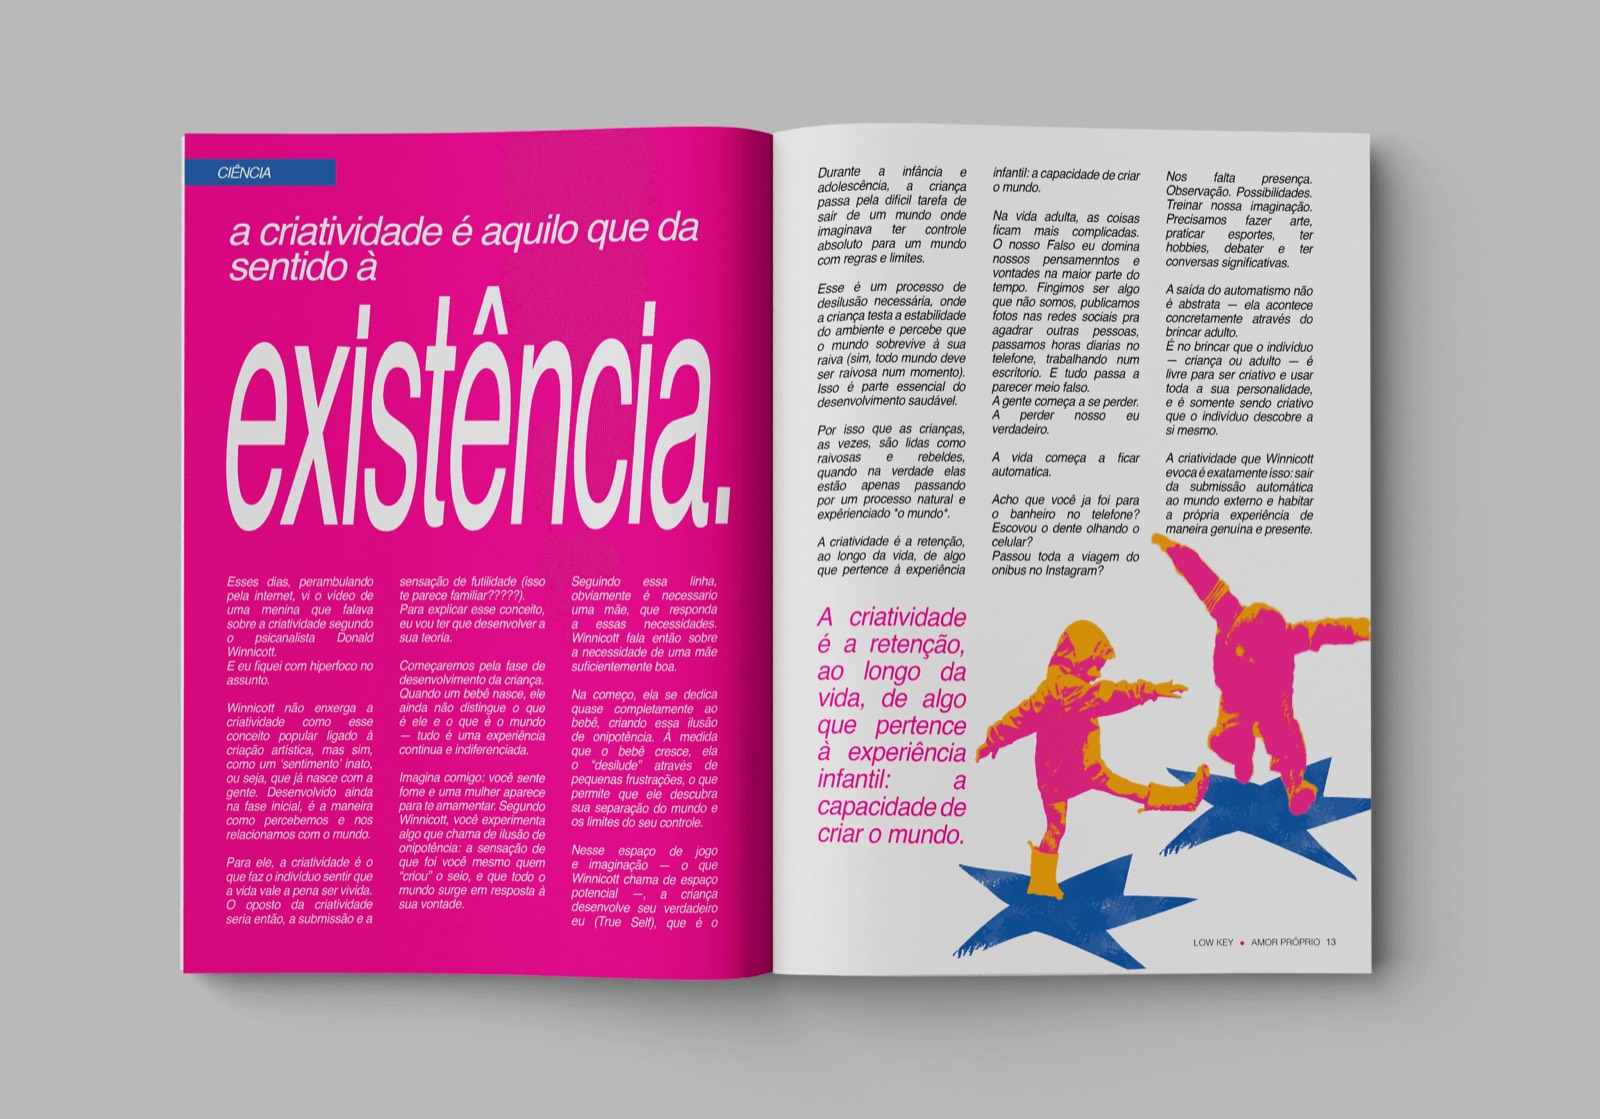 CIÊNCIA
a criatividade é aquilo que da
sentido à
existência.
Esses dias, perambulando
pela internet, vi o vídeo de
uma menina que falava
sobre a criatividade segundo
o psicanalista Donald
Winnicott.
E eu fiquei com hiperfoco no
assunto.
Winnicott não enxerga a
criatividade como esse
conceito popular ligado à
criação artística, mas sim,
como um ‘sentimento’ inato,
ou seja, que já nasce com a
gente. Desenvolvido ainda
na fase inicial, é a maneira
como percebemos e nos
relacionamos com o mundo.
Para ele, a criatividade é o
que faz o indivíduo sentir que
a vida vale a pena ser vivida.
O oposto da criatividade
seria então, a submissão e a
sensação de futilidade (isso
te parece familiar?????).
Para explicar esse conceito,
eu vou ter que desenvolver a
sua teoria.
Começaremos pela fase de
desenvolvimento da criança.
Quando um bebê nasce, ele
ainda não distingue o que
é ele e o que é o mundo
— tudo é uma experiência
continua e indiferenciada.
Imagina comigo: você sente
fome e uma mulher aparece
para te amamentar. Segundo
Winnicott, você experimenta
algo que chama de ilusão de
onipotência: a sensação de
que foi você mesmo quem
“criou” o seio, e que todo o
mundo surge em resposta à
sua vontade.
Seguindo essa linha,
obviamente é necessario
uma mãe, que responda
a essas necessidades.
Winnicott fala então sobre
a necessidade de uma mãe
suficientemente boa.
Na começo, ela se dedica
quase completamente ao
bebê, criando essa ilusão
de onipotência. À medida
que o bebê cresce, ela
o “desilude” através de
pequenas frustrações, o que
permite que ele descubra
sua separação do mundo e
os limites do seu controle.
Nesse espaço de jogo
e imaginação — o que
Winnicott chama de espaço
potencial —, a criança
desenvolve seu verdadeiro
eu (True Self), que é o
Durante a infância e
adolescência, a criança
passa pela difícil tarefa de
sair de um mundo onde
imaginava ter controle
absoluto para um mundo
com regras e limites.
Esse é um processo de
desilusão necessária, onde
a criança testa a estabilidade
do ambiente e percebe que
o mundo sobrevive à sua
raiva (sim, todo mundo deve
ser raivosa num momento).
Isso é parte essencial do
desenvolvimento saudável.
Por isso que as crianças,
as vezes, são lidas como
raivosas e rebeldes,
quando na verdade elas
estão apenas passando
por um processo natural e
expêrienciado *o mundo*.
A criatividade é a retenção,
ao longo da vida, de algo
que pertence à experiência
infantil: a capacidade de criar
o mundo.
Na vida adulta, as coisas
ficam mais complicadas.
O nosso Falso eu domina
nossos pensamenntos e
vontades na maior parte do
tempo. Fingimos ser algo
que não somos, publicamos
fotos nas redes sociais pra
agadrar outras pessoas,
passamos horas diarias no
telefone, trabalhando num
escritorio. E tudo passa a
parecer meio falso.
A gente começa a se perder.
A perder nosso eu
verdadeiro.
A vida começa a ficar
automatica.
Acho que você ja foi para
o banheiro no telefone?
Escovou o dente olhando o
celular?
Passou toda a viagem do
onibus no Instagram?
Nos falta presença.
Observação. Possibilidades.
Treinar nossa imaginação.
Precisamos fazer arte,
praticar esportes, ter
hobbies, debater e ter
conversas significativas.
A saída do automatismo não
é abstrata — ela acontece
concretamente através do
brincar adulto.
É no brincar que o indivíduo
— criança ou adulto — é
livre para ser criativo e usar
toda a sua personalidade,
e é somente sendo criativo
que o indivíduo descobre a
si mesmo.
A criatividade que Winnicott
evoca é exatamente isso: sair
da submissão automática
ao mundo externo e habitar
a própria experiência de
maneira genuína e presente.
A criatividade
é a retenção,
ao longo da
vida, de algo
que pertence
à experiência
infantil: a
capacidade de
criar o mundo.
LOW KEY • AMOR PRÓPRIO 13